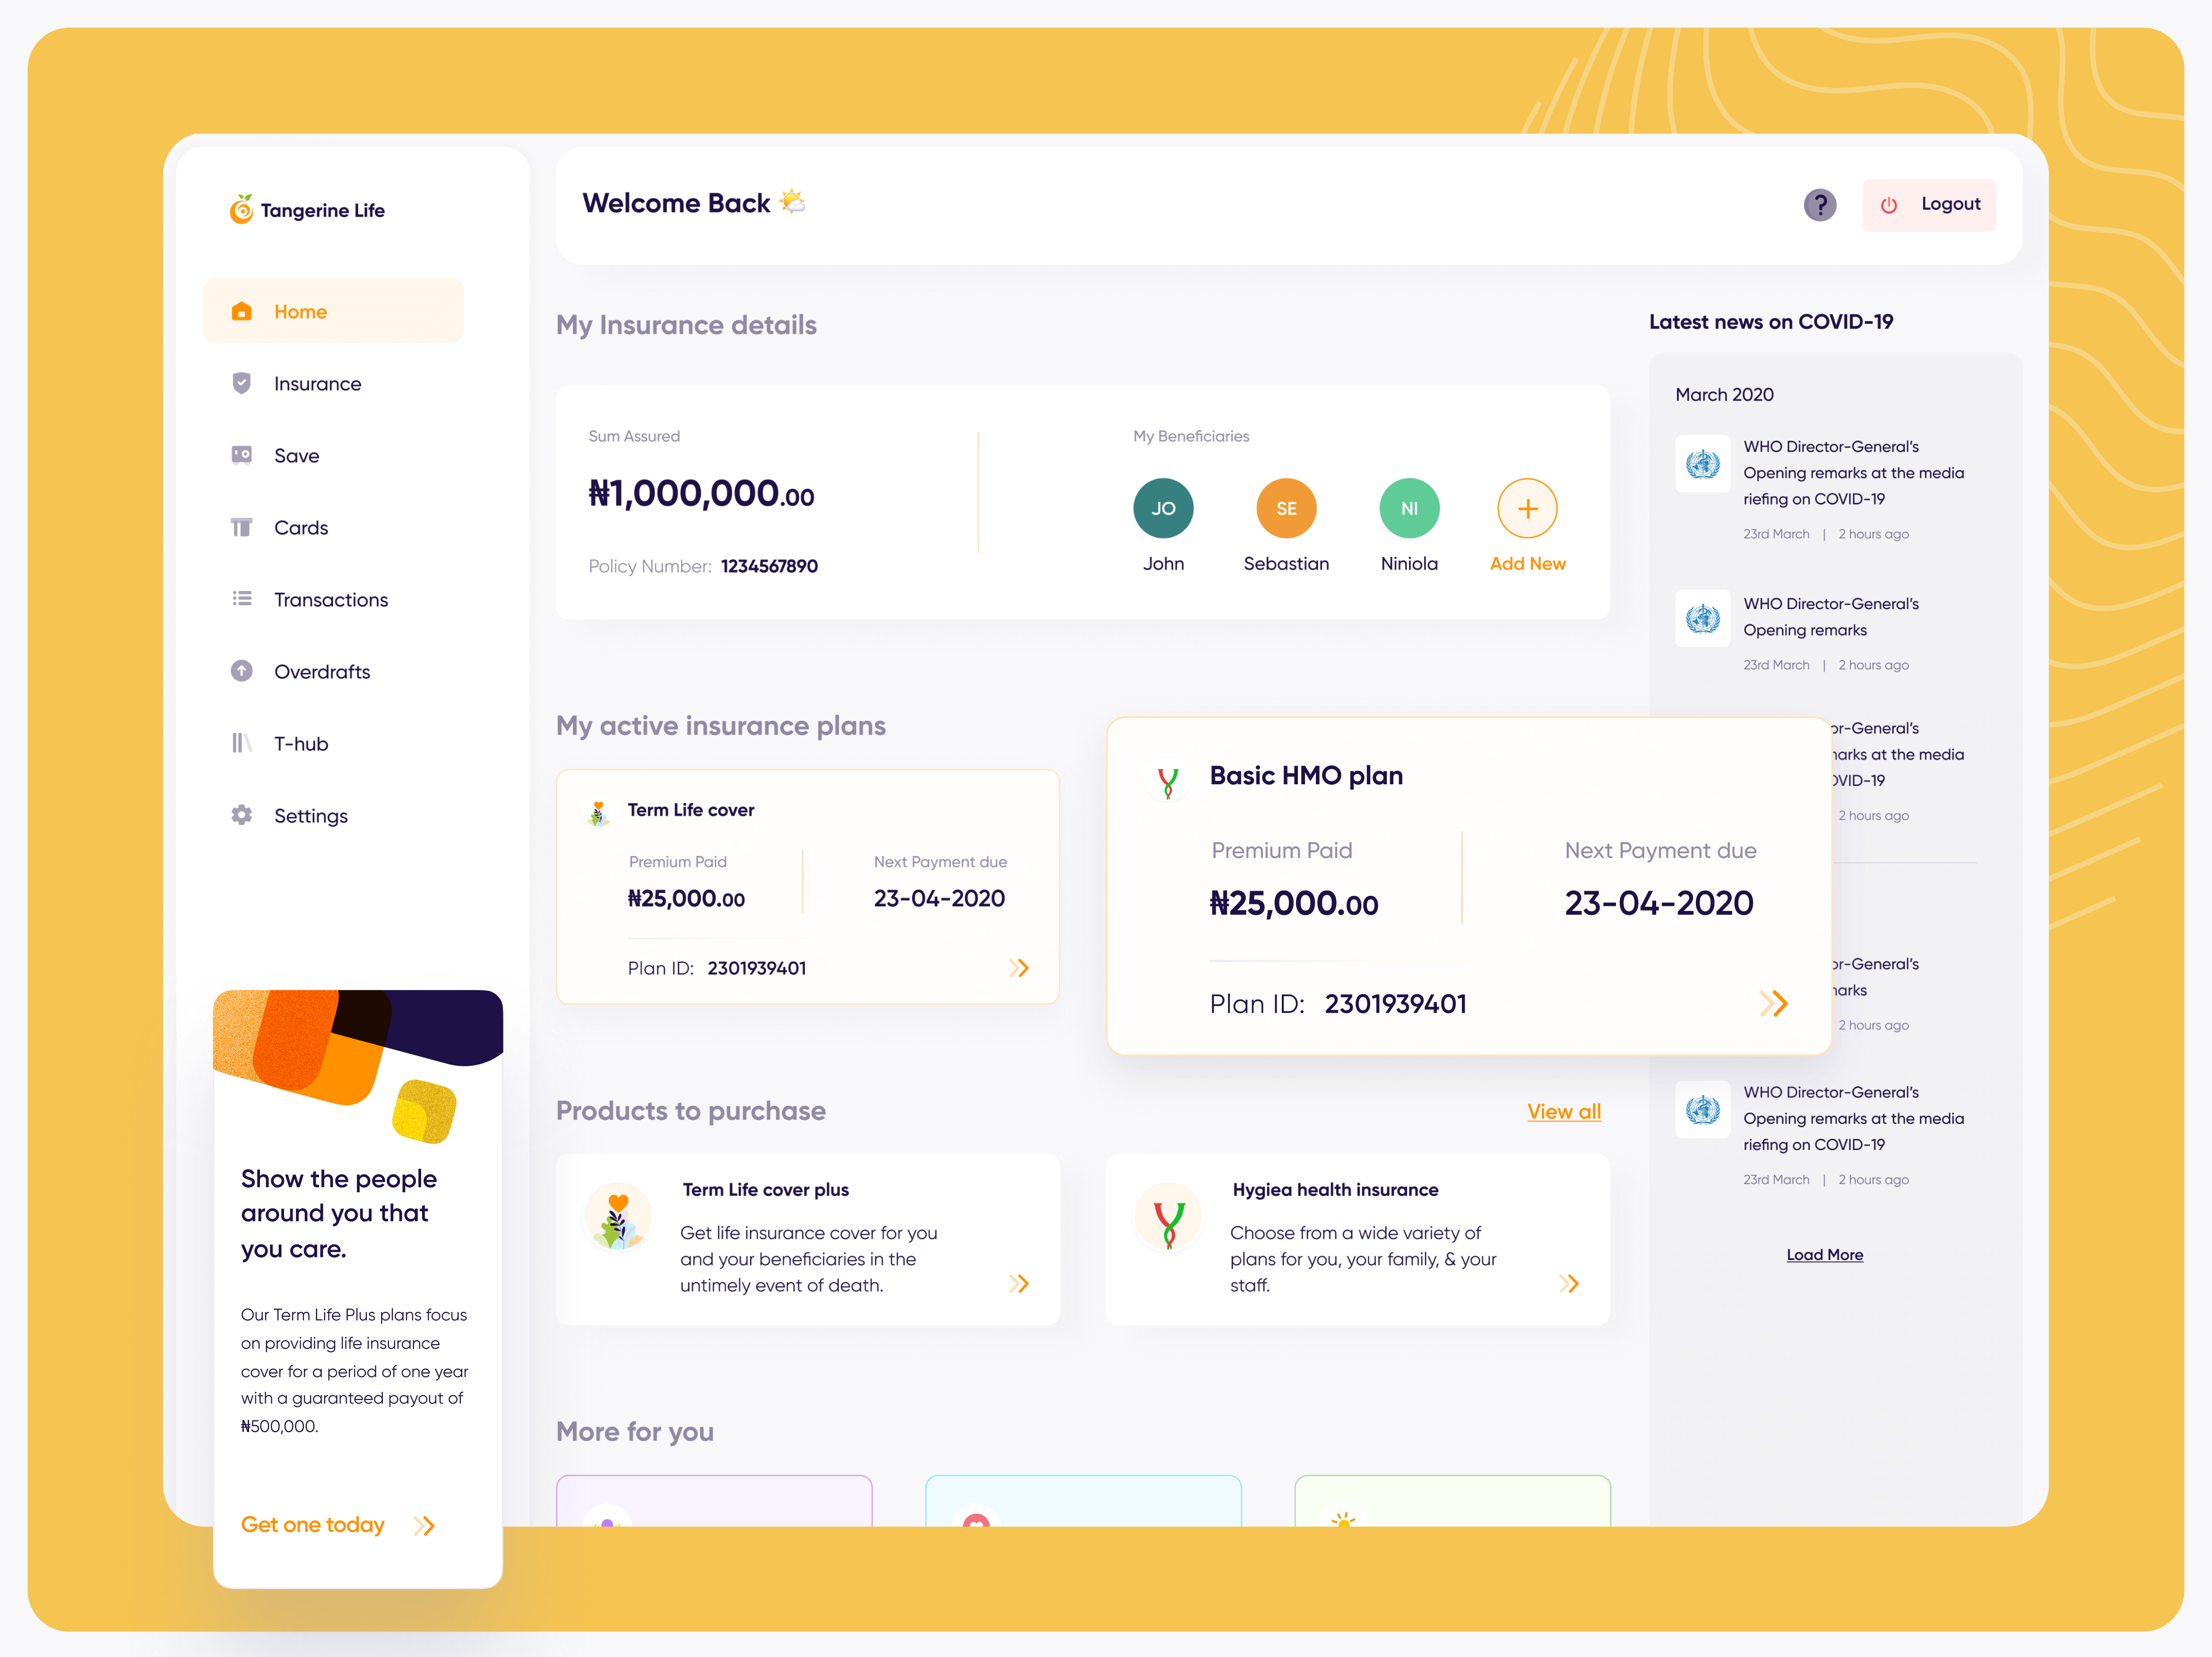 Tangerine Life
Home
Insurance
Save
Cards
Transactions
Overdrafts
T-hub
Settings
Show the people
around you that
you care.
Our Term Life Plus plans focus
on providing life insurance
cover for a period of one year
with a guaranteed payout of
₦500,000.
Get one today
Welcome Back
?
Logout
My Insurance details
Sum Assured
₦1,000,000.00
Policy Number: 1234567890
My Beneficiaries
JO
SE
NI
John
Sebastian
Niniola
Add New
My active insurance plans
Term Life cover
Premium Paid
₦25,000.00
Next Payment due
23-04-2020
Plan ID: 2301939401
Basic HMO plan
Premium Paid
₦25,000.00
Next Payment due
23-04-2020
Plan ID: 2301939401
Products to purchase
View all
Term Life cover plus
Get life insurance cover for you
and your beneficiaries in the
untimely event of death.
Hygiea health insurance
Choose from a wide variety of
plans for you, your family, & your
staff.
More for you
Latest news on COVID-19
March 2020
WHO Director-General's
Opening remarks at the media
riefing on COVID-19
23rd March | 2 hours ago
WHO Director-General's
Opening remarks
23rd March | 2 hours ago
or-General's
narks at the media
OVID-19
2 hours ago
or-General's
narks
2 hours ago
WHO Director-General's
Opening remarks at the media
riefing on COVID-19
23rd March | 2 hours ago
Load More